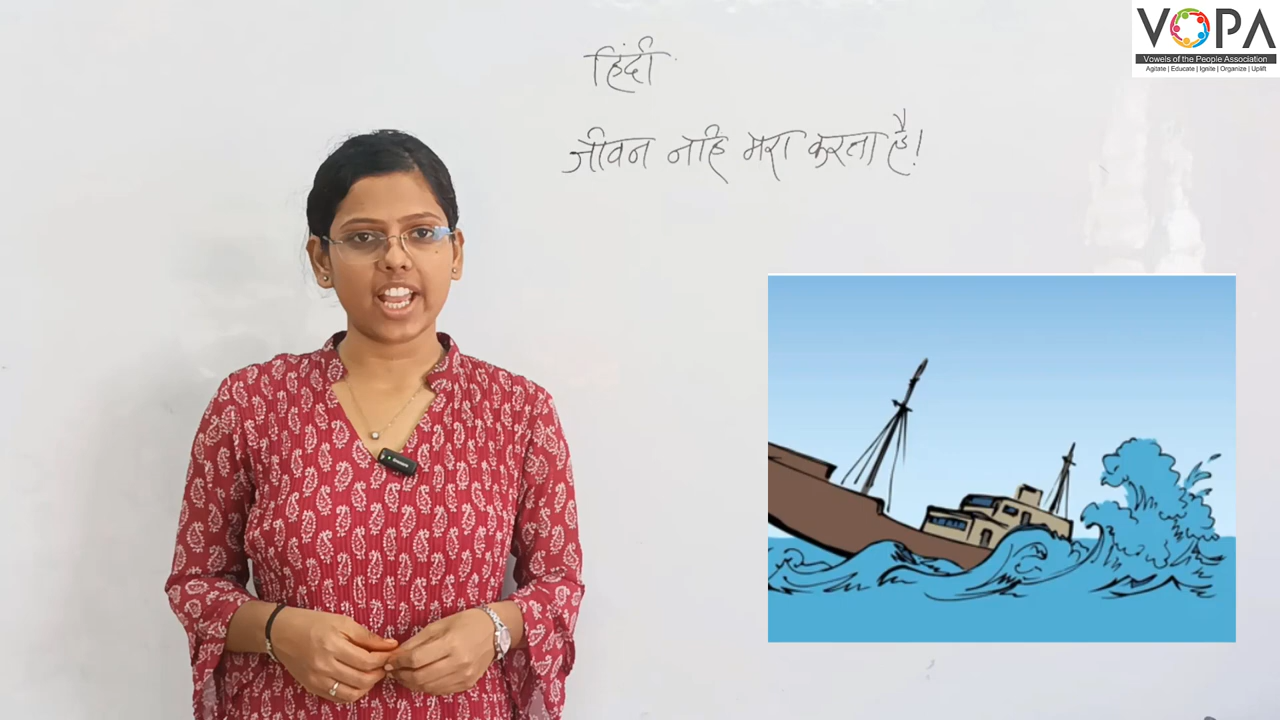 हिंदी
जीवन नहि मरा करता है!
VOPA
Vowels of the People Association
Agitate | Educate | Ignite | Organize | Uplift